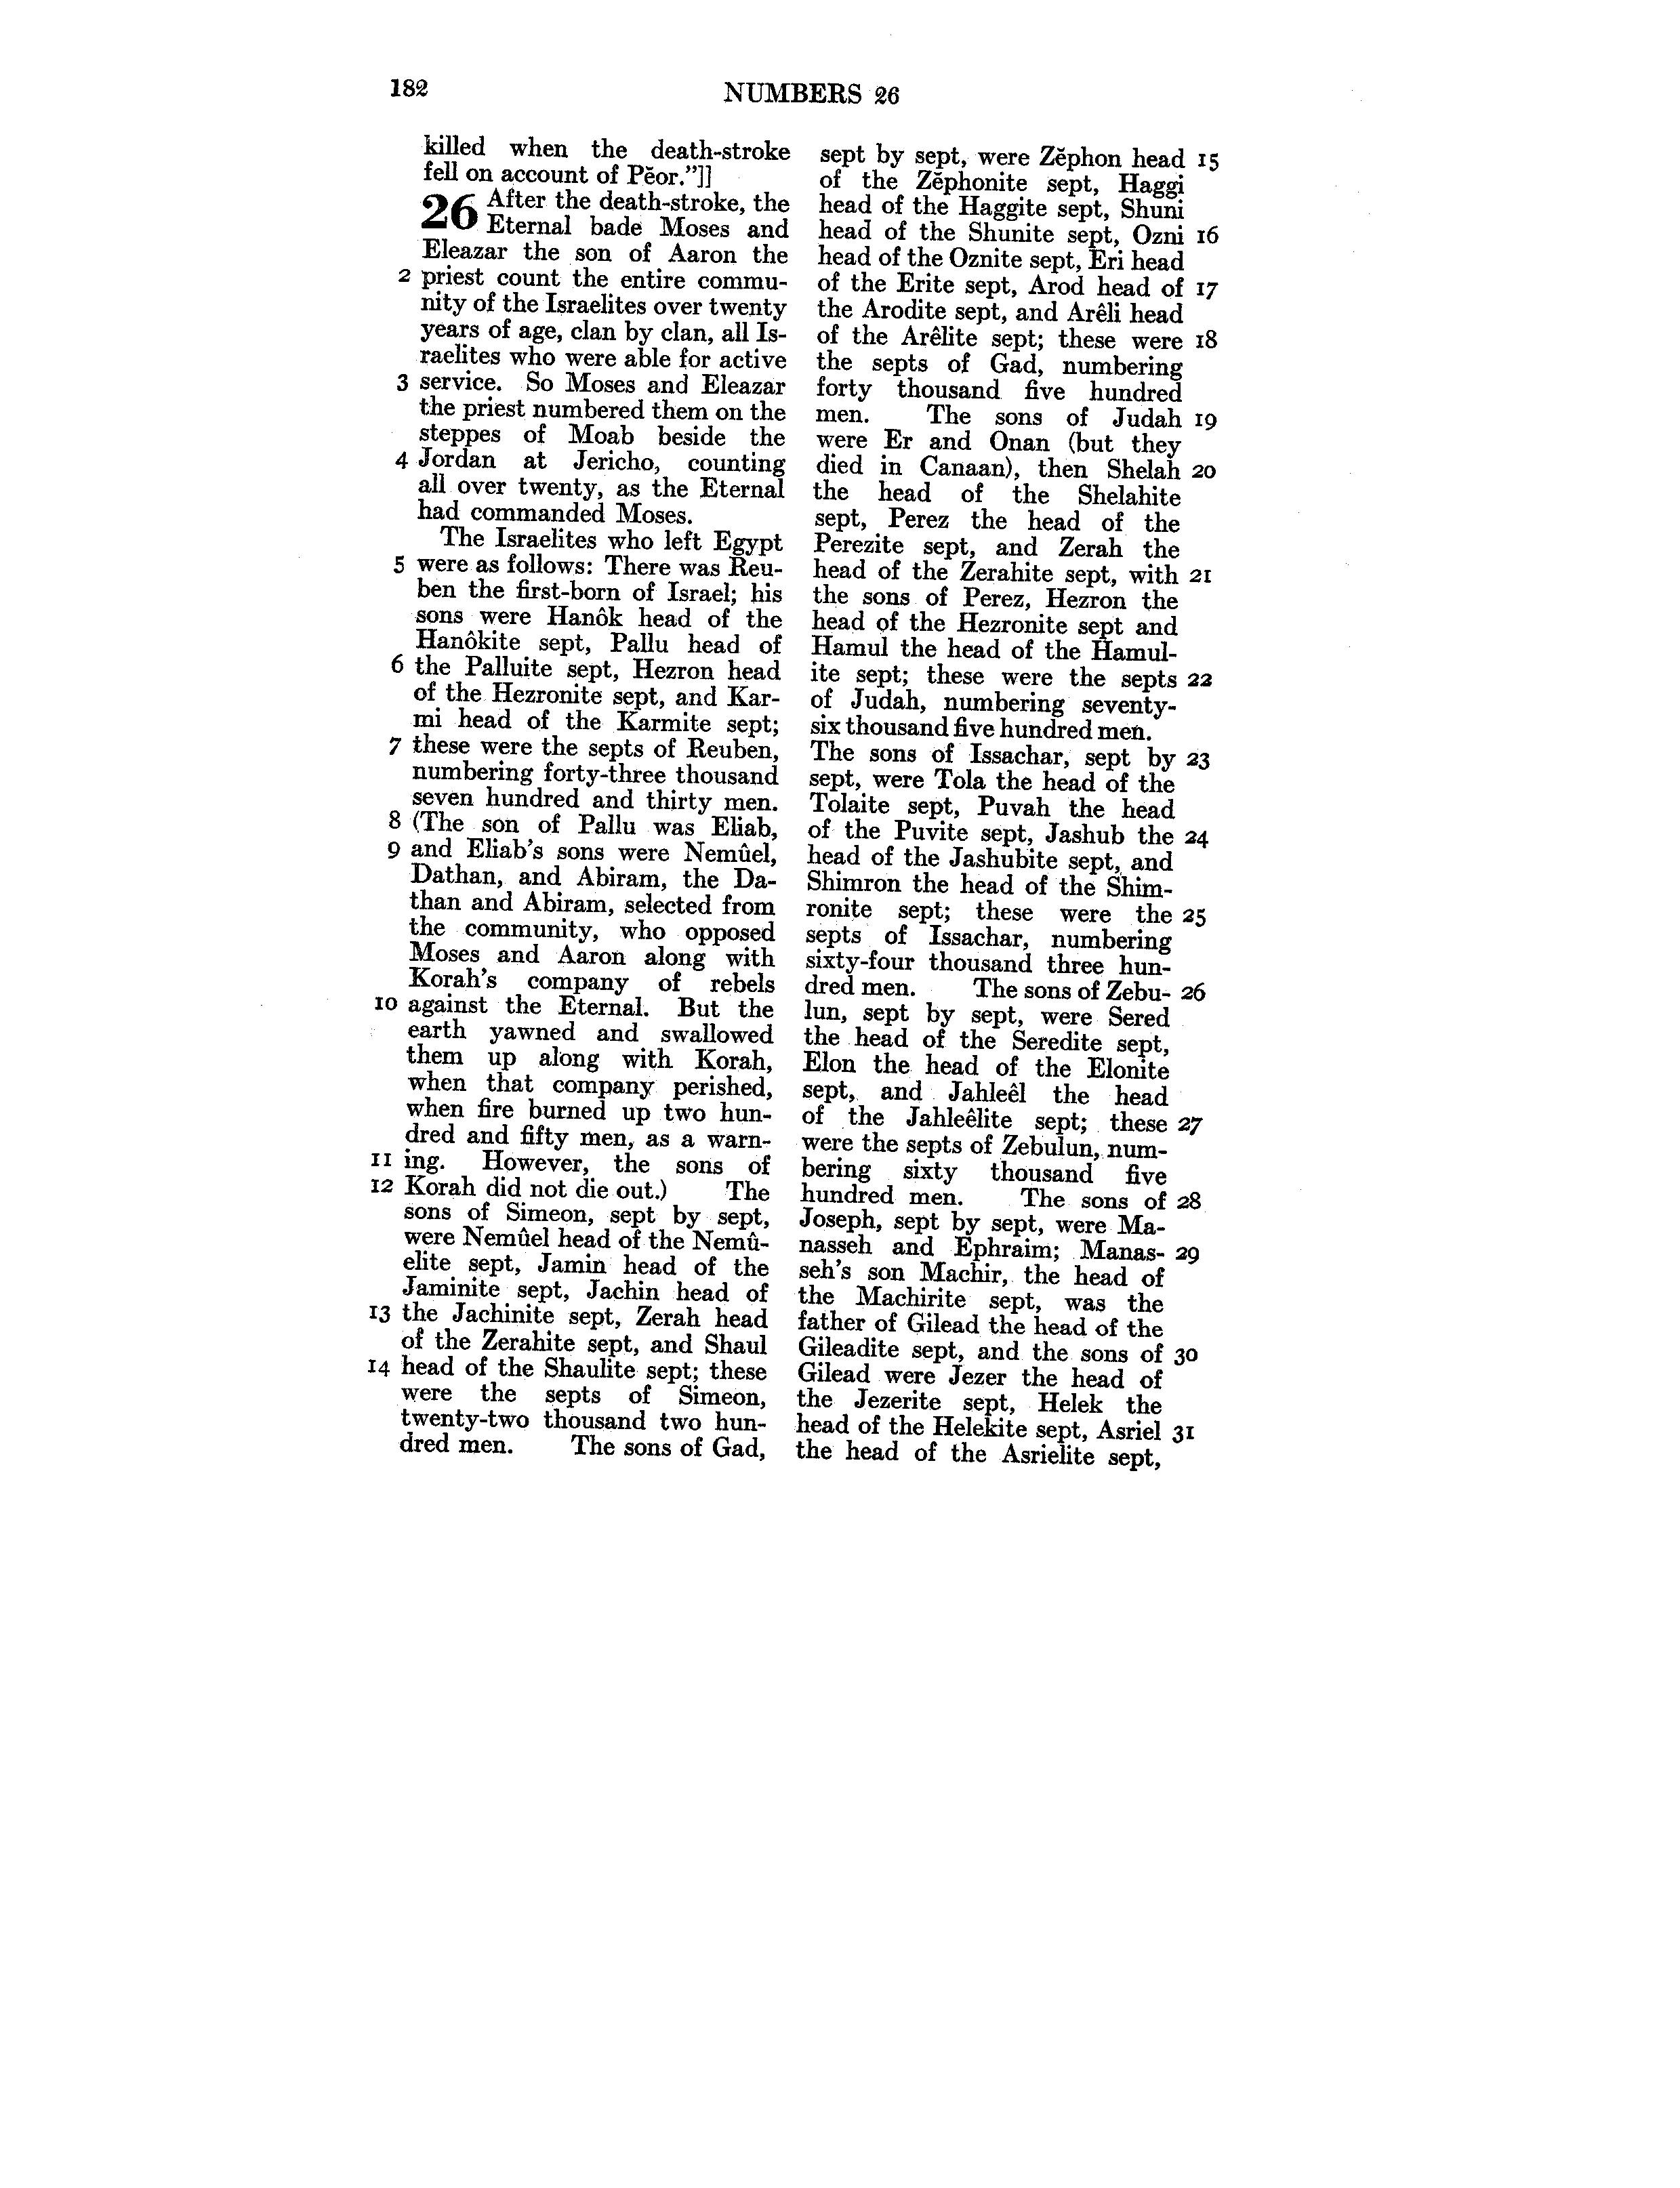 182
NUMBERS 26
killed when the death-stroke
fell on account of Pĕor.”]]
26 After the death-stroke, the
Eternal bade Moses and
Eleazar the son of Aaron the
2 priest count the entire commu-
nity of the Israelites over twenty
years of age, clan by clan, all Is-
raelites who were able for active
3 service. So Moses and Eleazar
the priest numbered them on the
steppes of Moab beside the
4 Jordan at Jericho, counting
all over twenty, as the Eternal
had commanded Moses.
The Israelites who left Egypt
5 were as follows: There was Reu-
ben the first-born of Israel; his
sons were Hanôk head of the
Hanôkite sept, Pallu head of
6 the Palluite sept, Hezron head
of the Hezronite sept, and Kar-
mi head of the Karmite sept;
7 these were the septs of Reuben,
numbering forty-three thousand
seven hundred and thirty men.
8 (The son of Pallu was Eliab,
9 and Eliab’s sons were Nemûel,
Dathan, and Abiram, the Da-
than and Abiram, selected from
the community, who opposed
Moses and Aaron along with
Korah’s company of rebels
10 against the Eternal. But the
earth yawned and swallowed
them up along with Korah,
when that company perished,
when fire burned up two hun-
dred and fifty men, as a warn-
11 ing. However, the sons of
12 Korah did not die out.) The
sons of Simeon, sept by sept,
were Nemûel head of the Nemû-
elite sept, Jamin head of the
Jaminite sept, Jachin head of
13 the Jachinite sept, Zerah head
of the Zerahite sept, and Shaul
14 head of the Shaulite sept; these
were the septs of Simeon,
twenty-two thousand two hun-
dred men. The sons of Gad,
sept by sept, were Zĕphon head 15
of the Zĕphonite sept, Haggi
head of the Haggite sept, Shuni
head of the Shunite sept, Ozni 16
head of the Oznite sept, Eri head
of the Erite sept, Arod head of 17
the Arodite sept, and Arêli head
of the Arêlite sept; these were 18
the septs of Gad, numbering
forty thousand five hundred
men. The sons of Judah 19
were Er and Onan (but they
died in Canaan), then Shelah 20
the head of the Shelahite
sept, Perez the head of the
Perezite sept, and Zerah the
head of the Zerahite sept, with 21
the sons of Perez, Hezron the
head of the Hezronite sept and
Hamul the head of the Hamul-
ite sept; these were the septs 22
of Judah, numbering seventy-
six thousand five hundred men.
The sons of Issachar, sept by 23
sept, were Tola the head of the
Tolaite sept, Puvah the head
of the Puvite sept, Jashub the 24
head of the Jashubite sept, and
Shimron the head of the Shim-
ronite sept; these were the 25
septs of Issachar, numbering
sixty-four thousand three hun-
dred men. The sons of Zebu- 26
lun, sept by sept, were Sered
the head of the Seredite sept,
Elon the head of the Elonite
sept, and Jahleêl the head
of the Jahleêlite sept; these 27
were the septs of Zebulun, num-
bering sixty thousand five
hundred men. The sons of 28
Joseph, sept by sept, were Ma-
nasseh and Ephraim; Manas- 29
seh’s son Machir, the head of
the Machirite sept, was the
father of Gilead the head of the
Gileadite sept, and the sons of 30
Gilead were Jezer the head of
the Jezerite sept, Helek the
head of the Helekite sept, Asriel 31
the head of the Asrielite sept,